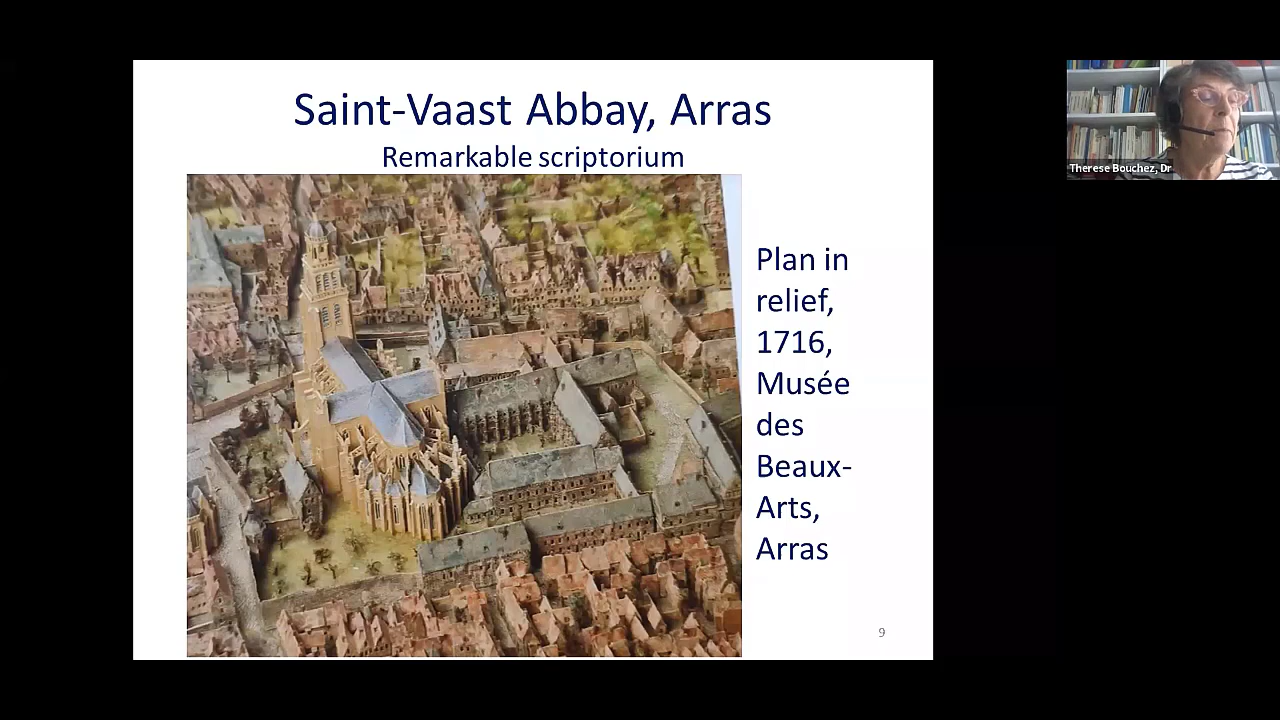 Saint-Vaast Abbay, Arras
Remarkable scriptorium
Plan in
relief,
1716,
Musée
des
Beaux-
Arts,
Arras
9
Therese Bouchez, Dr